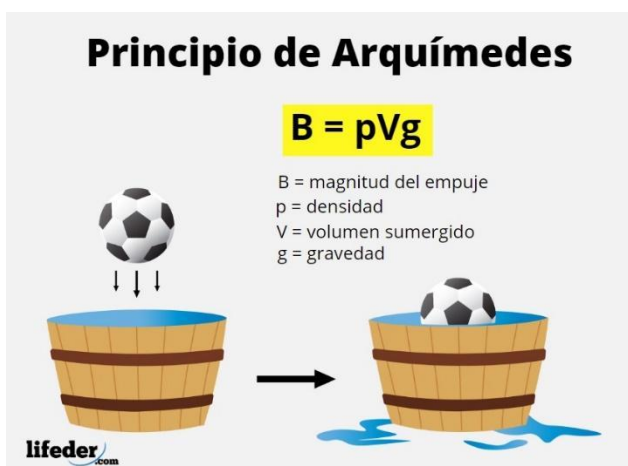 Principio de Arquímedes
B = pVg
B = magnitud del empuje
p = densidad
V = volumen sumergido
g = gravedad
lifeder.com